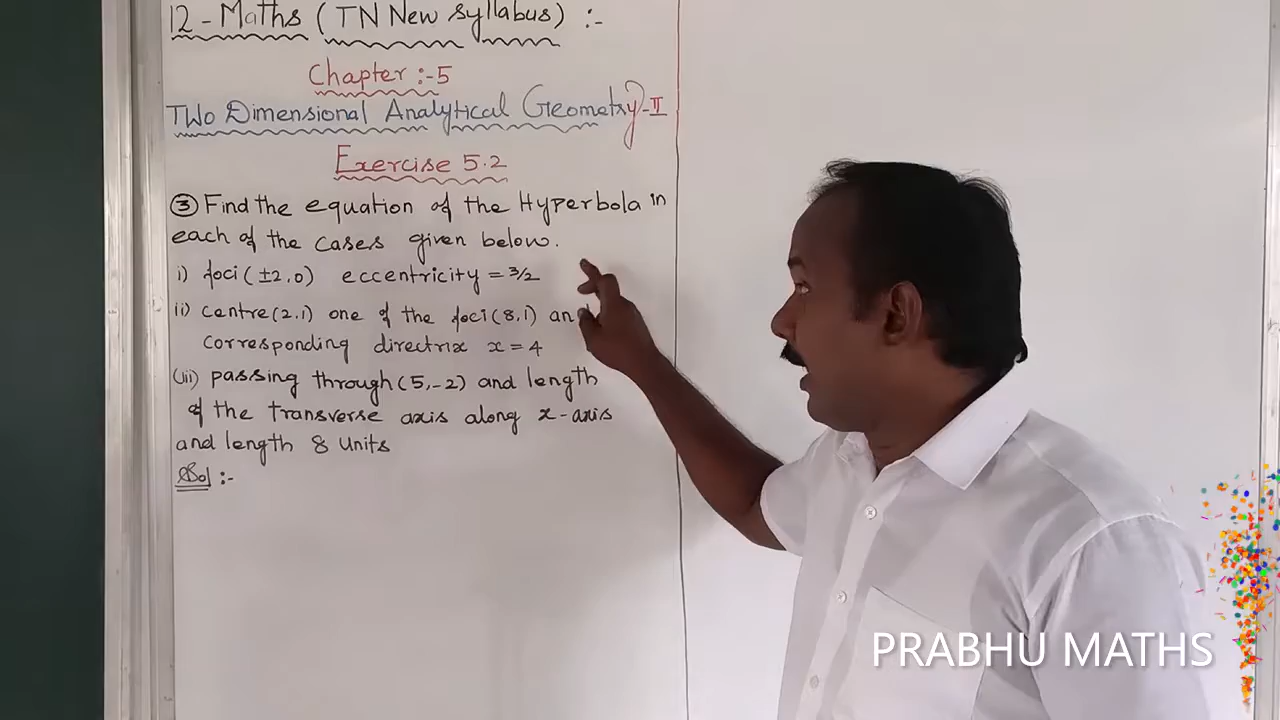 12 - Maths (TN New Syllabus) :-
Chapter :- 5
Two Dimensional Analytical Geometry - II
Exercise 5.2
③ Find the equation of the Hyperbola in
each of the cases given below.
i) foci (±2,0) eccentricity = 3/2
ii) centre (2,1) one of the foci (8,1) and
corresponding directrix x = 4
(iii) passing through (5,-2) and length
of the transverse axis along x-axis
and length 8 units
Sol :-
PRABHU MATHS